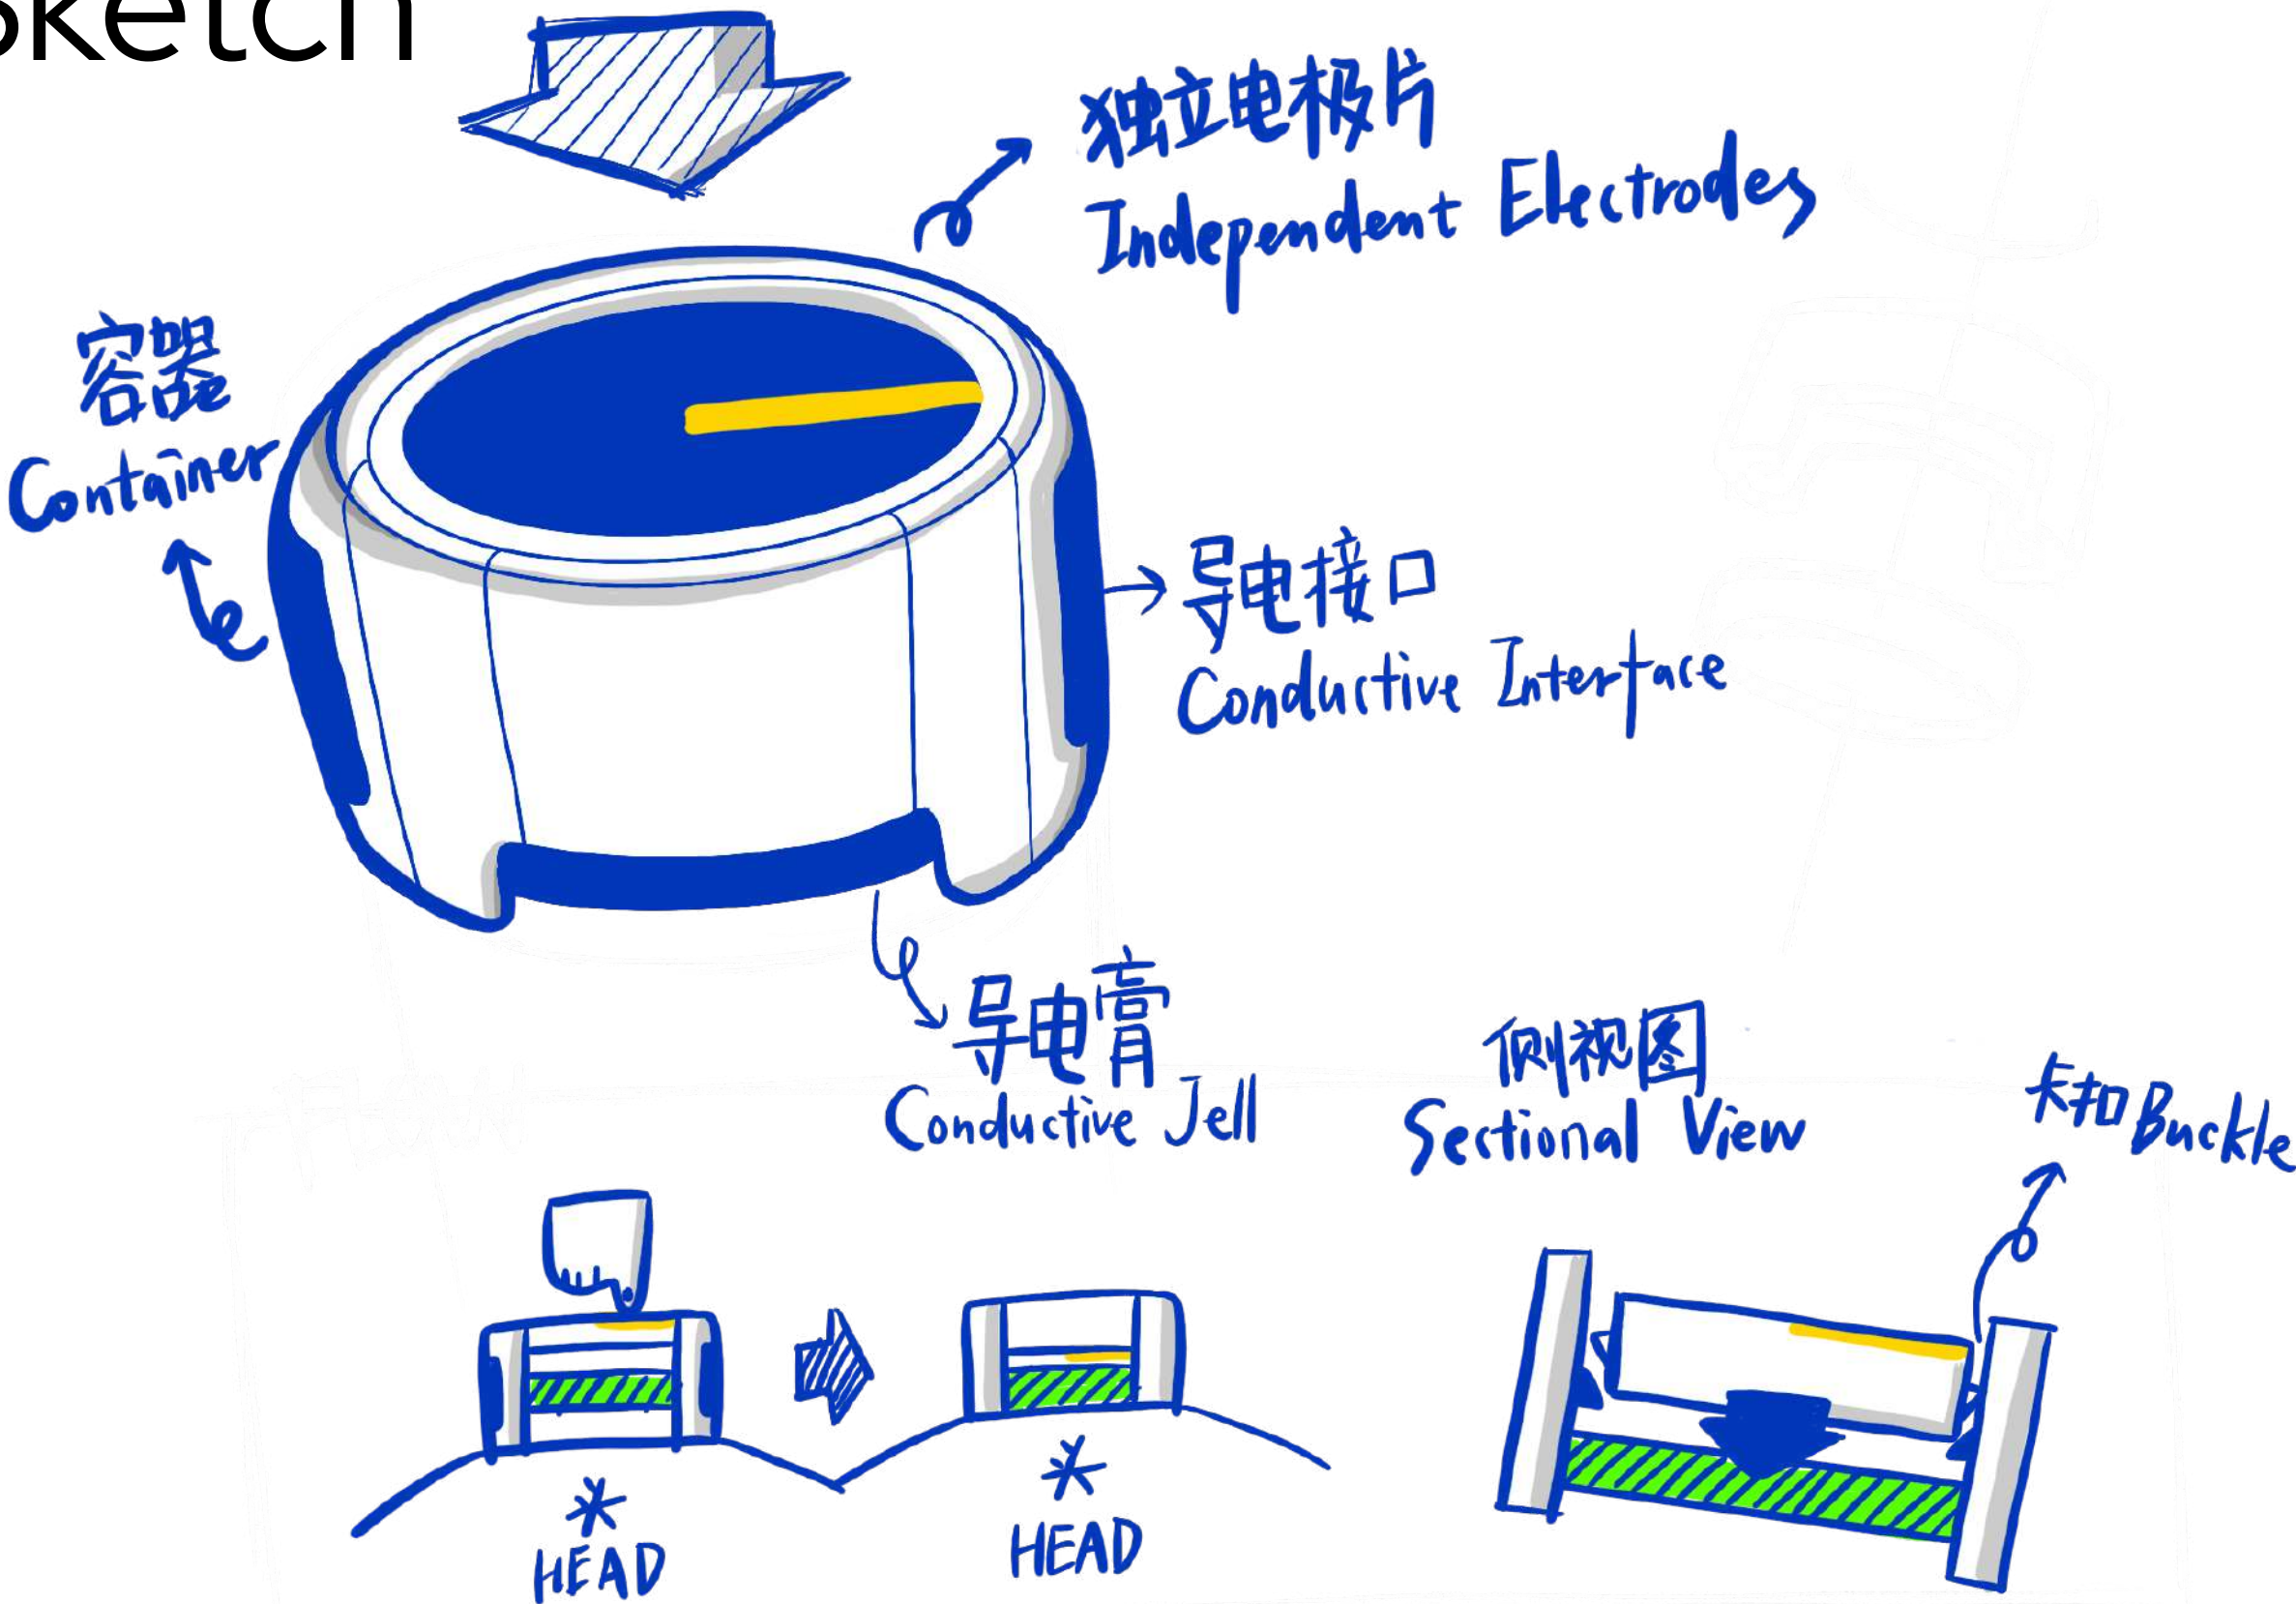 Sketch
独立电极片
Independent Electrodes
容器
Container
导电接口
Conductive Interface
导电膏
Conductive Jell
侧视图
Sectional View
卡扣 Buckle
HEAD
HEAD